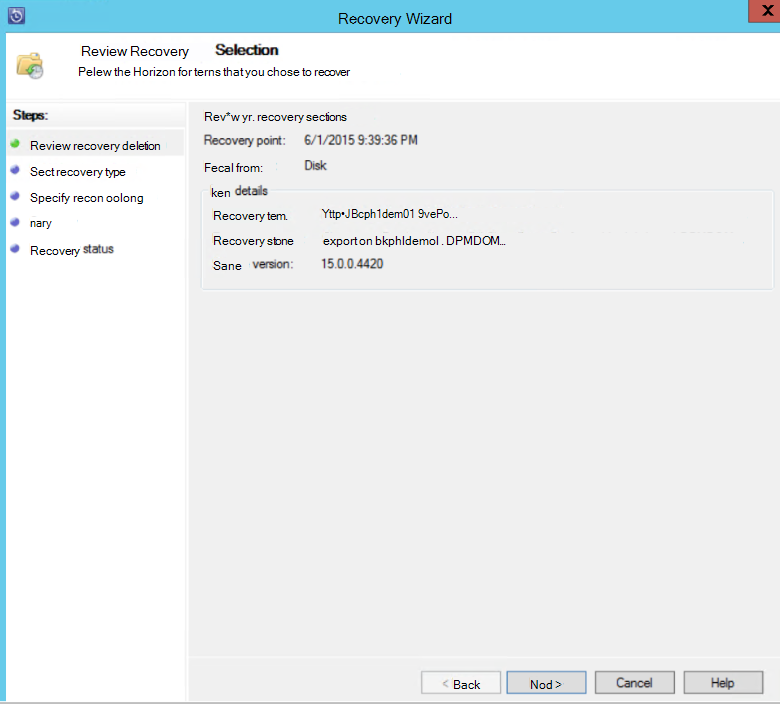 Recovery Wizard
X
Review Recovery Selection
Pelew the Horizon for terns that you chose to recover
Steps:
Review recovery deletion
Sect recovery type
Specify recon oolong
nary
Recovery status
Rev*w yr. recovery sections
Recovery point: 6/1/2015 9:39:36 PM
Fecal from: Disk
ken details
Recovery tem. Yttp•JBcph1dem01 9vePo...
Recovery stone export on bkphldemol . DPMDOM...
Sane version: 15.0.0.4420
< Back Nod > Cancel Help